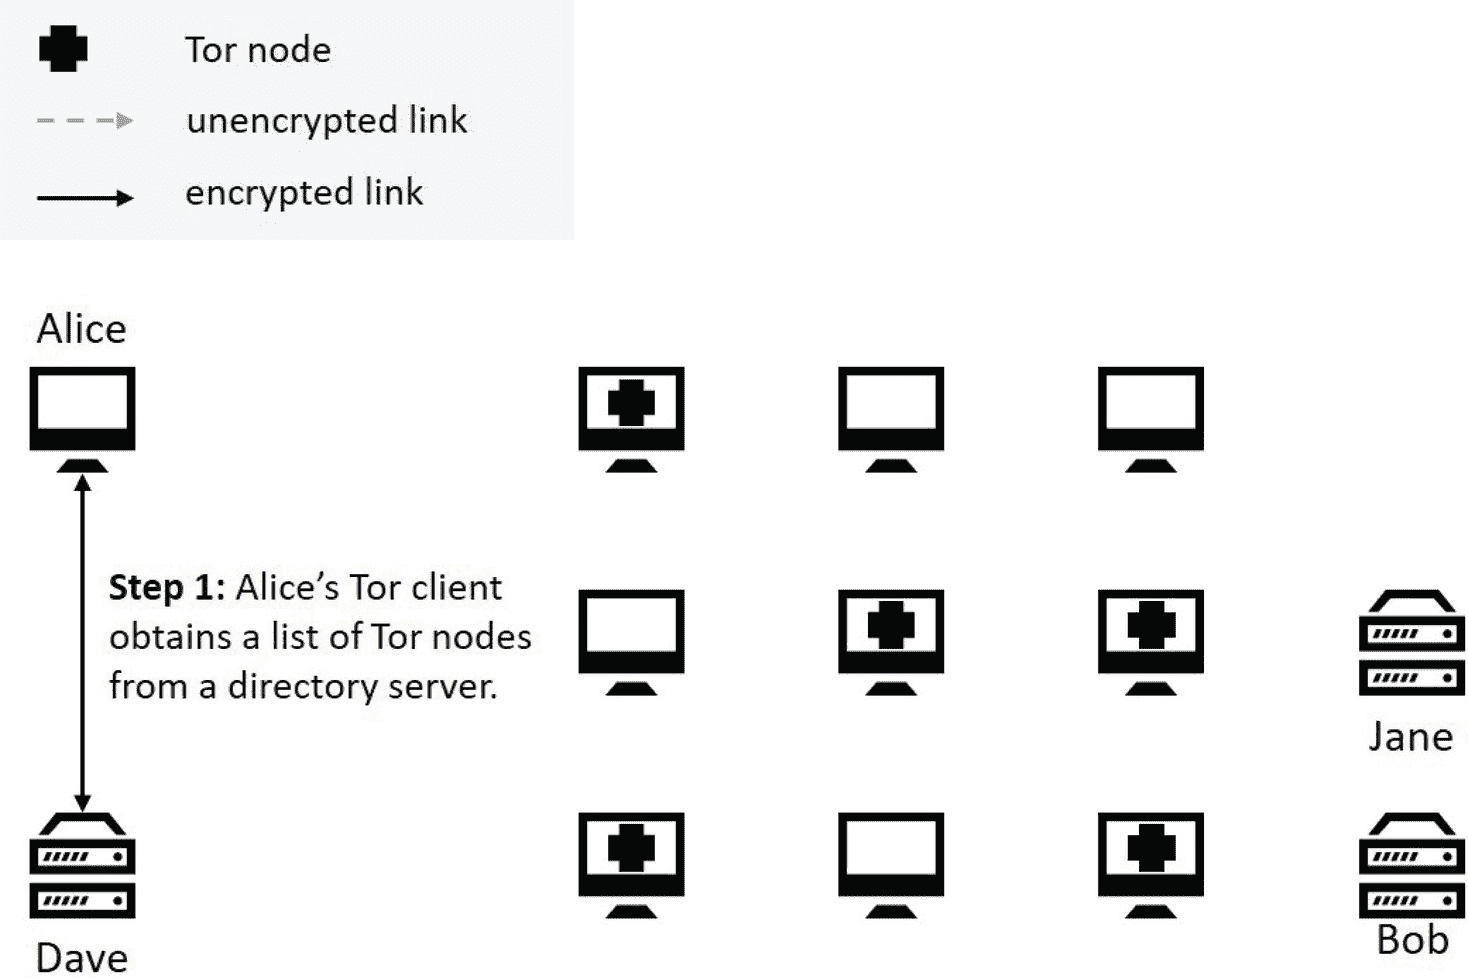 Tor node
unencrypted link
encrypted link
Alice
Step 1: Alice’s Tor client
obtains a list of Tor nodes
from a directory server.
Jane
Dave
Bob